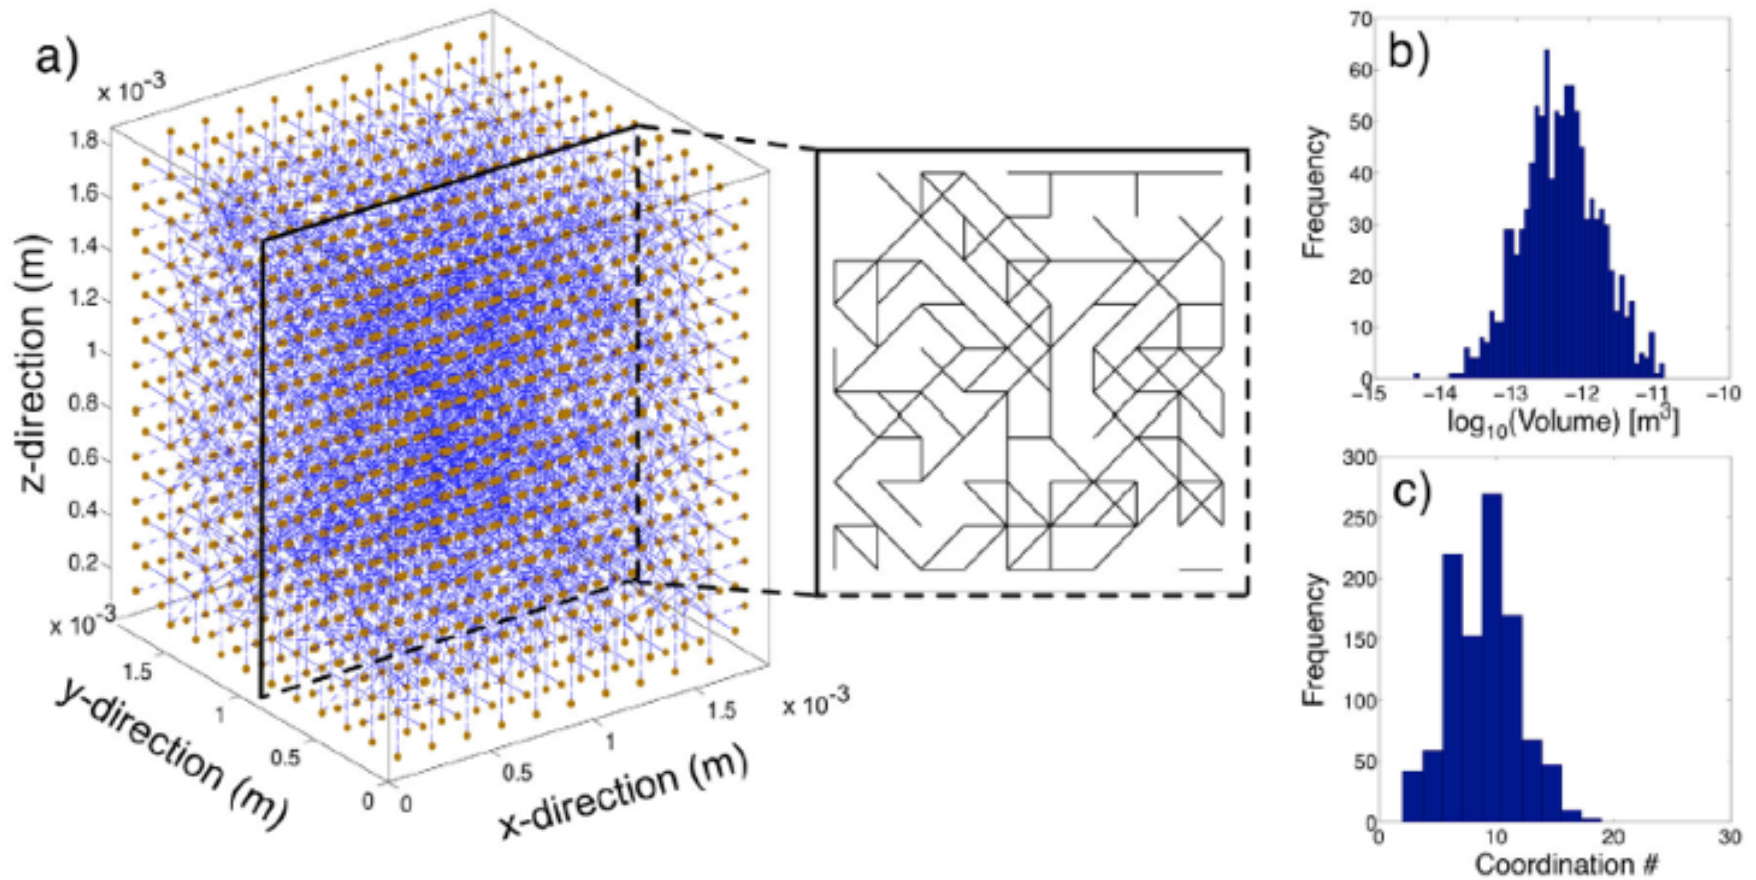 a)
x 10-3
1.8
1.6
1.4
1.2
1
0.8
0.6
0.4
0.2
z-direction (m)
x 10-3
1.5
1
0.5
0
y-direction (m)
0
0.5
1
1.5
x 10-3
x-direction (m)
b)
70
60
50
40
30
20
10
0
Frequency
−15 −14 −13 −12 −11 −10
log10(Volume) [m3]
c)
300
250
200
150
100
50
0
Frequency
0 10 20 30
Coordination #